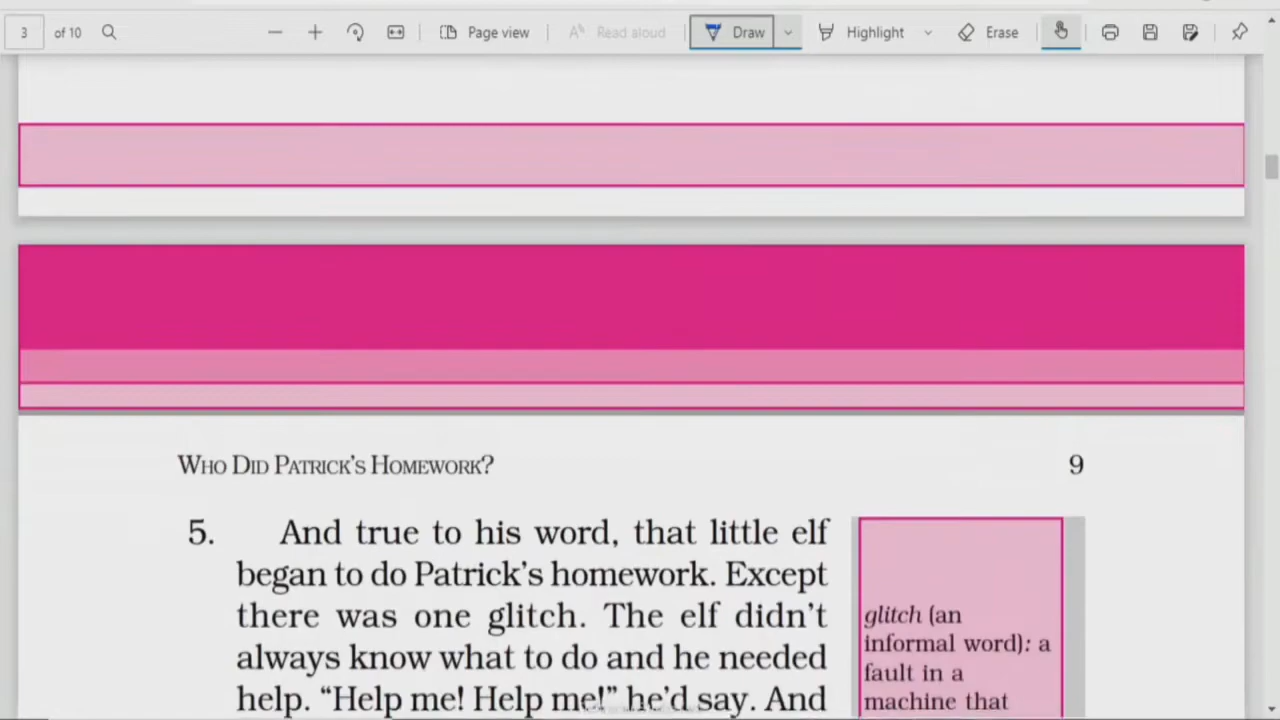 3 of 10 Page view Read aloud Draw Highlight Erase
WHO DID PATRICK'S HOMEWORK? 9
5. And true to his word, that little elf
began to do Patrick's homework. Except
there was one glitch. The elf didn't
always know what to do and he needed
help. “Help me! Help me!” he'd say. And
glitch (an
informal word): a
fault in a
machine that